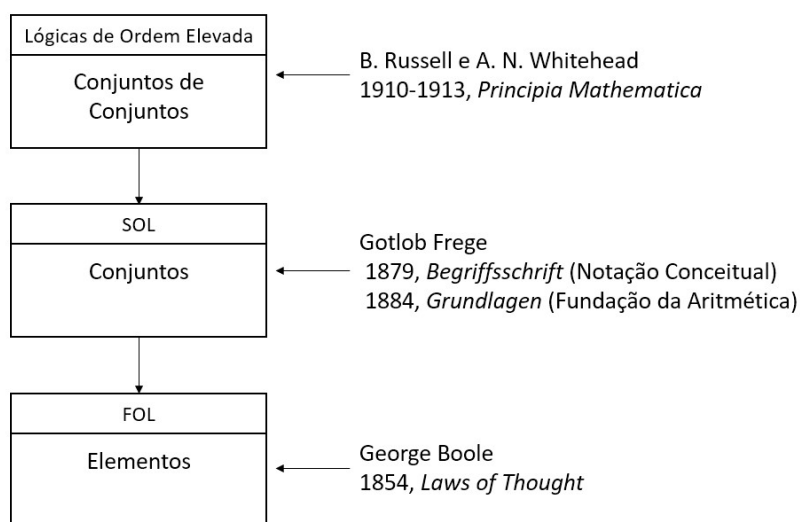 Lógicas de Ordem Elevada
Conjuntos de
Conjuntos
B. Russell e A. N. Whitehead
1910-1913, Principia Mathematica
SOL
Conjuntos
Gotlob Frege
1879, Begriffsschrift (Notação Conceitual)
1884, Grundlagen (Fundação da Aritmética)
FOL
Elementos
George Boole
1854, Laws of Thought